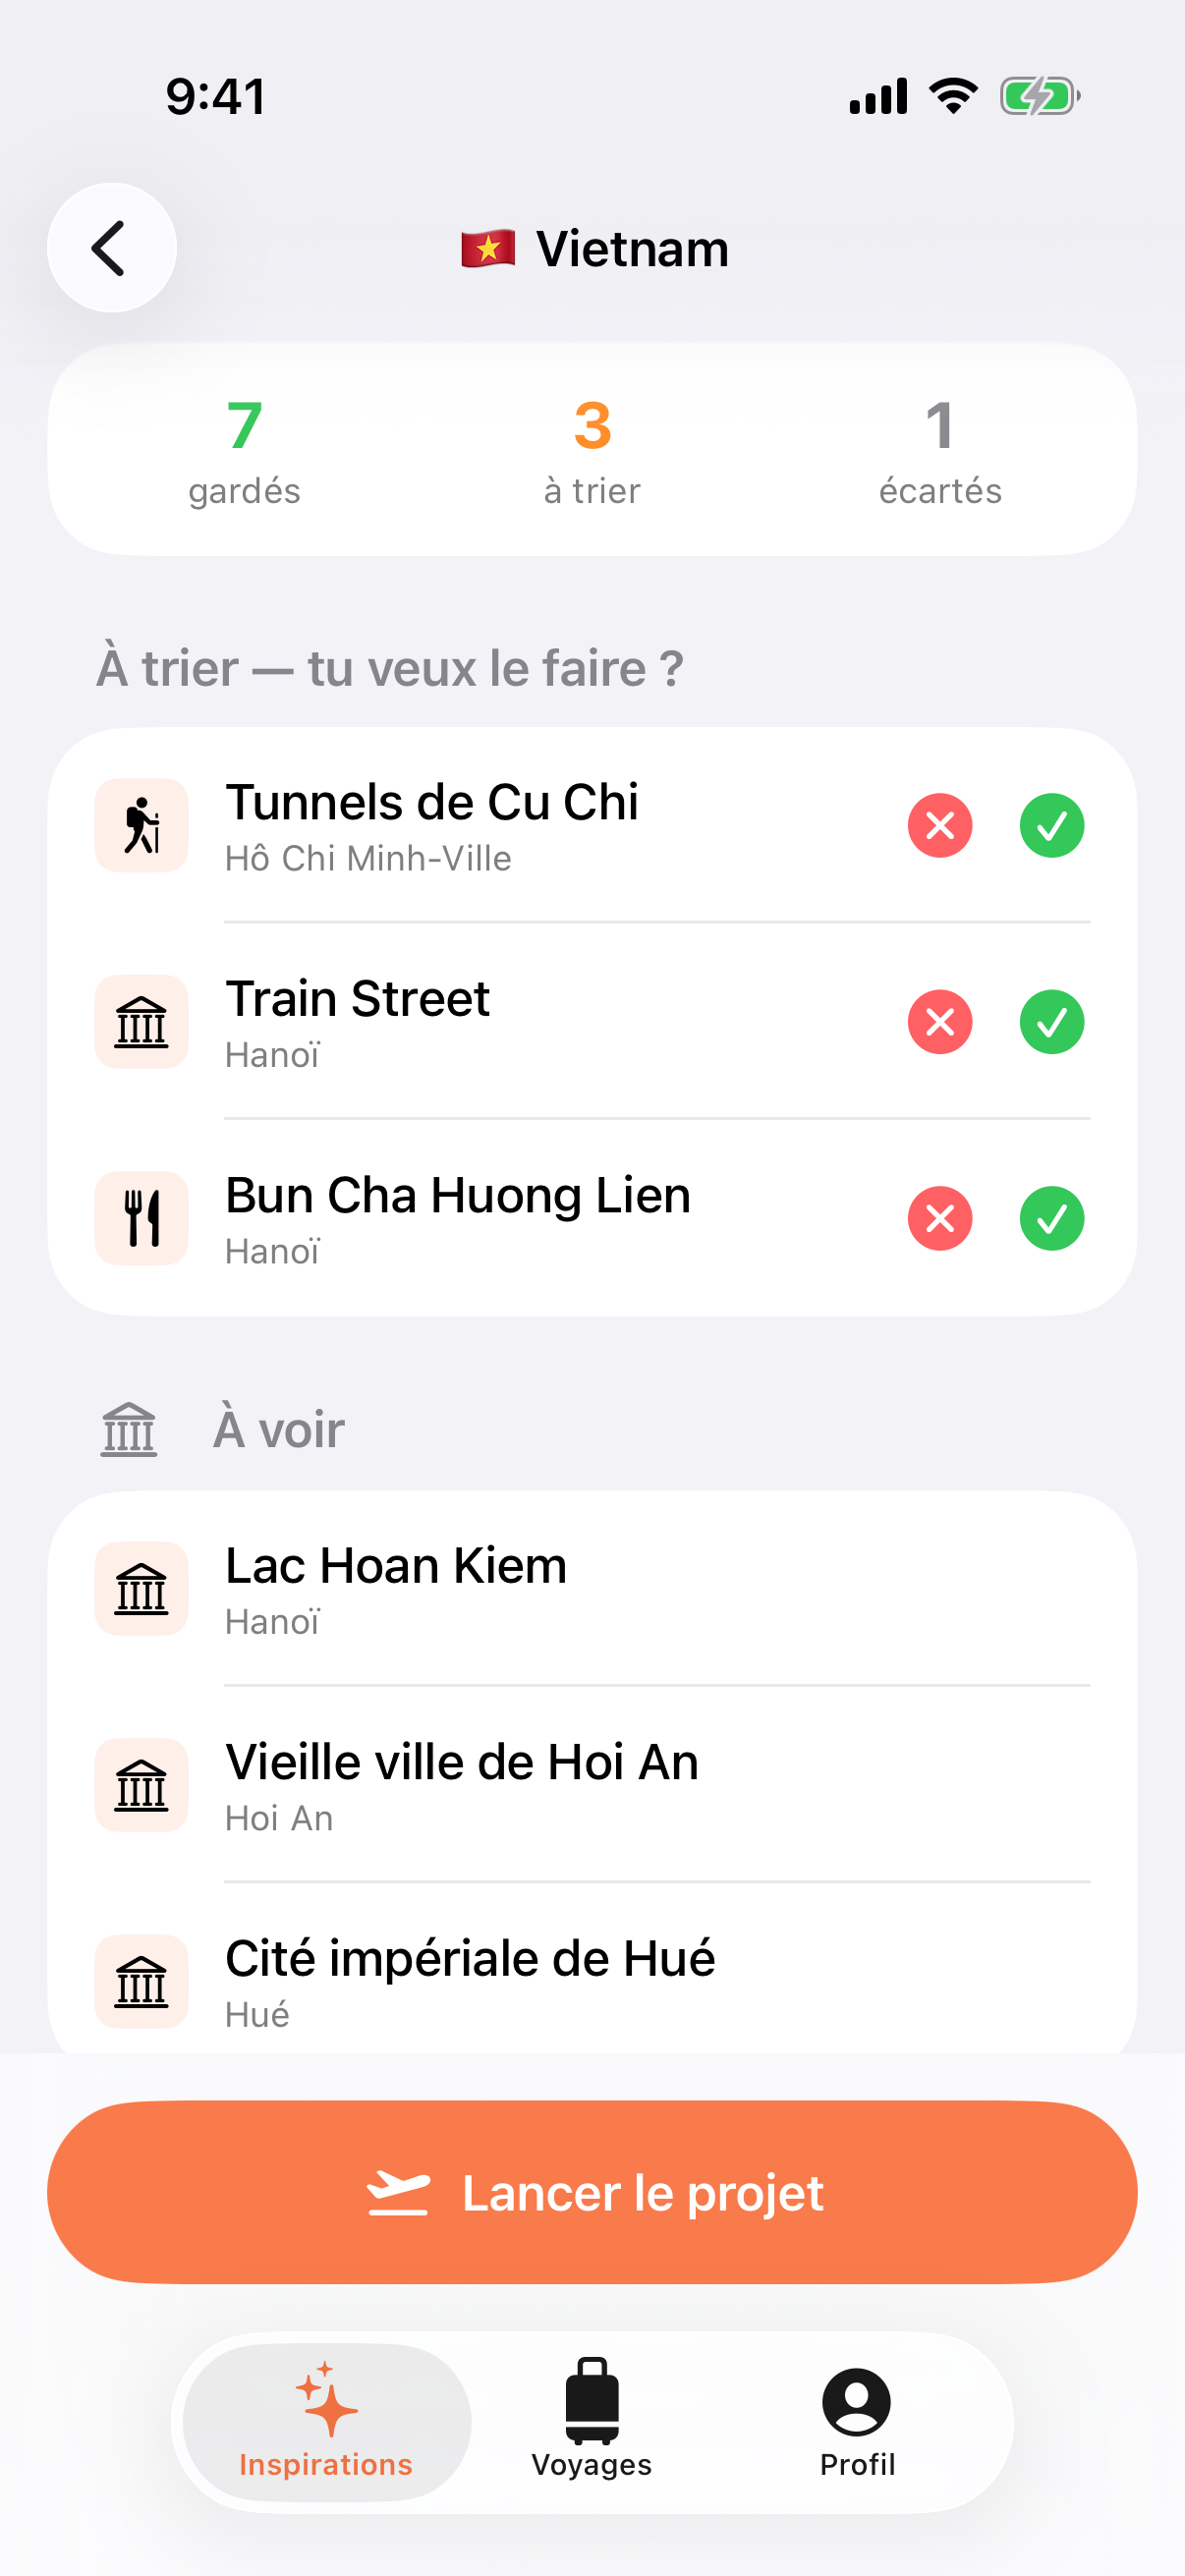 9:41
🇻🇳 Vietnam
7 3 1
gardés à trier écartés
À trier — tu veux le faire ?
Tunnels de Cu Chi
Hô Chi Minh-Ville
Train Street
Hanoï
Bun Cha Huong Lien
Hanoï
À voir
Lac Hoan Kiem
Hanoï
Vieille ville de Hoi An
Hoi An
Cité impériale de Hué
Hué
Lancer le projet
Inspirations Voyages Profil